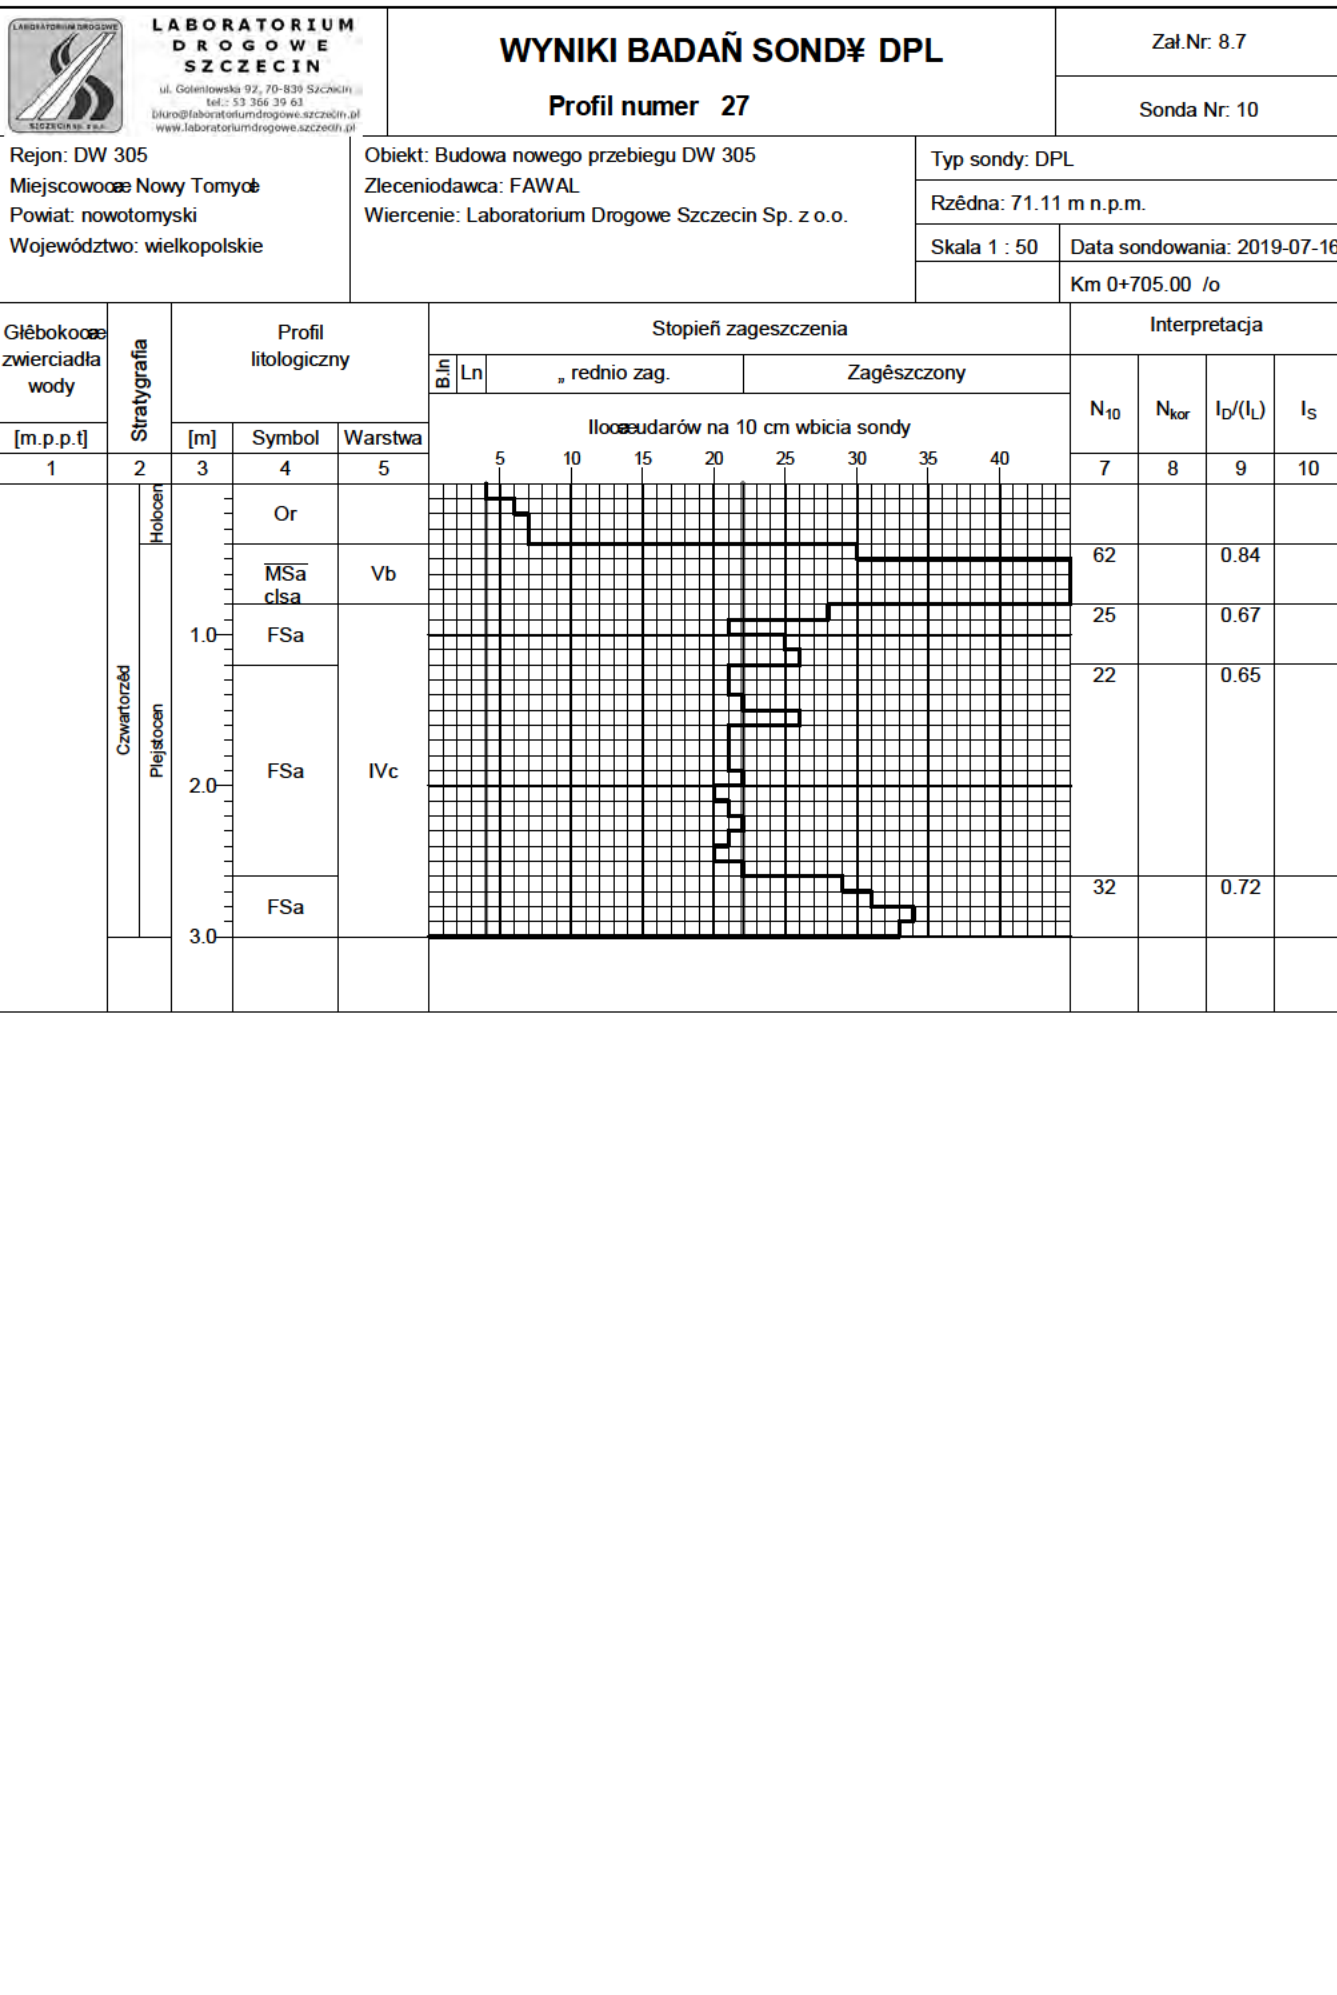 LABORATORIUM DROGOWE
SZCZECIN Sp. z o.o.
LABORATORIUM
DROGOWE
SZCZECIN
ul. Goleniowska 92, 70-830 Szczecin
tel.: 53 366 39 63
biuro@laboratoriumdrogowe.szczecin.pl
www.laboratoriumdrogowe.szczecin.pl
WYNIKI BADAÑ SOND¥ DPL
Profil numer 27
Zał.Nr: 8.7
Sonda Nr: 10
Rejon: DW 305
Miejscowoœæ Nowy Tomyœl
Powiat: nowotomyski
Województwo: wielkopolskie
Obiekt: Budowa nowego przebiegu DW 305
Zleceniodawca: FAWAL
Wiercenie: Laboratorium Drogowe Szczecin Sp. z o.o.
Typ sondy: DPL
Rzêdna: 71.11 m n.p.m.
Skala 1 : 50
Data sondowania: 2019-07-16
Km 0+705.00 /o
Głêbokoœæ
zwierciadła
wody
[m.p.p.t]
Stratygrafia
Profil
litologiczny
[m] Symbol Warstwa
Stopieñ zageszczenia
B.ln Ln „ rednio zag. Zagêszczony
Iloœæ udarów na 10 cm wbicia sondy
5 10 15 20 25 30 35 40
Interpretacja
N10 Nkor ID/(IL) IS
1 2 3 4 5 7 8 9 10
Czwartorzêd
Holocen
Plejstocen
Or
MSa
clsa
Vb
62 0.84
1.0
FSa
25 0.67
22 0.65
2.0
FSa
IVc
FSa
32 0.72
3.0